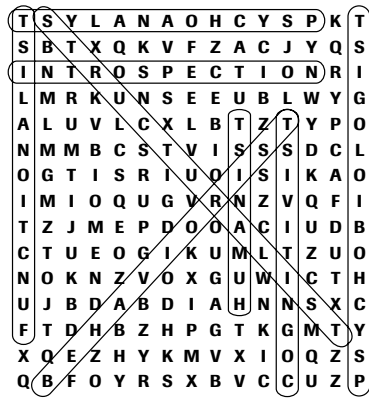 T S Y L A N A O H C Y S P K T
S B T X Q K V F Z A C J Y Q S
I N T R O S P E C T I O N R I
L M R K U N S E E U B L W Y G
A L U V L C X L B T Z T Y P O
N M M B C S T V I S S S D C L
O G T I S R I U O I S I K A O
I M I O Q U G V R N Z V Q F I
T Z J M E P D O O A C I U D B
C T U E O G I K U M L T Z U O
N O K N Z V O X G U W I C T H
U J B D A B D I A H N N S X C
F T D H B Z H P G T K G M T Y
X Q E Z H Y K M V X I O Q Z S
Q B F O Y R S X B V C C U Z P